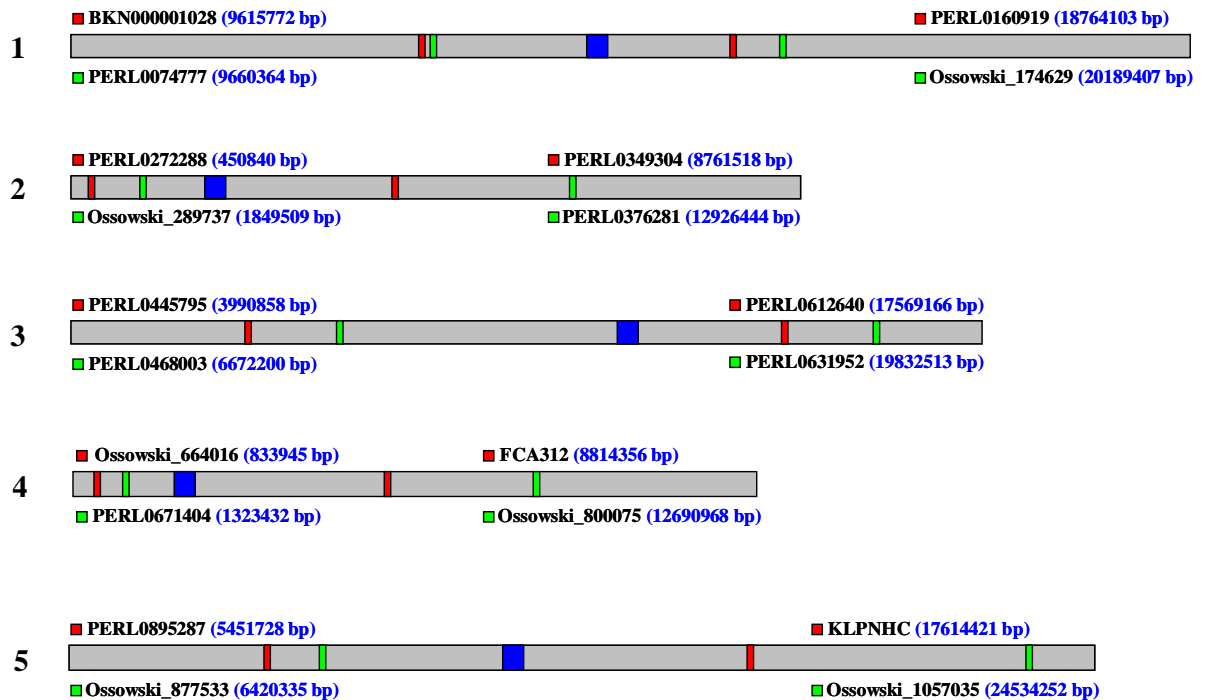 BKN000001028 (9615772 bp) PERL0160919 (18764103 bp)
1
PERL0074777 (9660364 bp) Ossowski_174629 (20189407 bp)
PERL0272288 (450840 bp) PERL0349304 (8761518 bp)
2
Ossowski_289737 (1849509 bp) PERL0376281 (12926444 bp)
PERL0445795 (3990858 bp) PERL0612640 (17569166 bp)
3
PERL0468003 (6672200 bp) PERL0631952 (19832513 bp)
Ossowski_664016 (833945 bp) FCA312 (8814356 bp)
4
PERL0671404 (1323432 bp) Ossowski_800075 (12690968 bp)
PERL0895287 (5451728 bp) KLPNHC (17614421 bp)
5
Ossowski_877533 (6420335 bp) Ossowski_1057035 (24534252 bp)